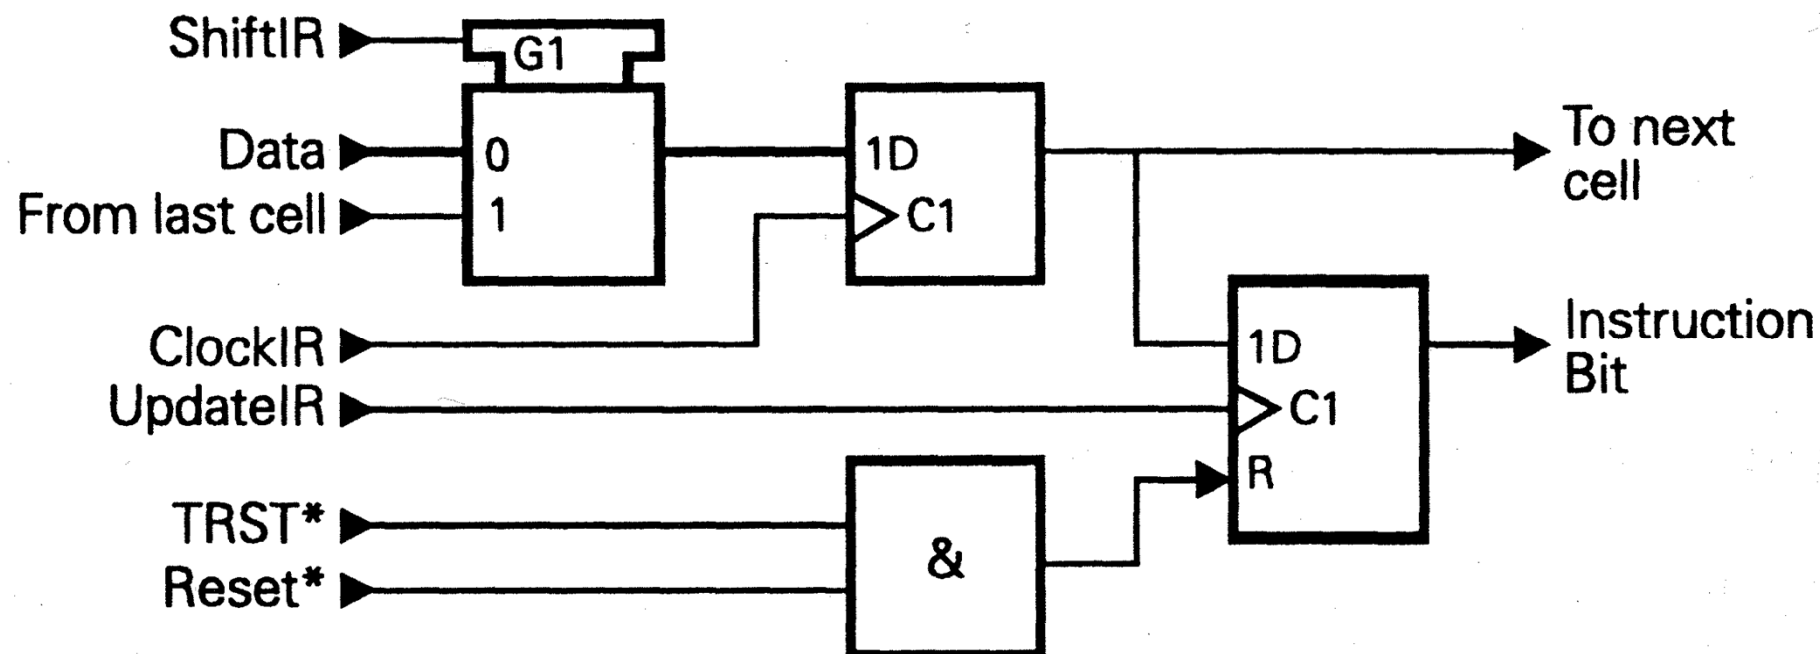 ShiftIR
G1
Data
0
1D
To next
cell
From last cell
1
C1
ClockIR
1D
Instruction
Bit
UpdateIR
C1
R
TRST*
&
Reset*